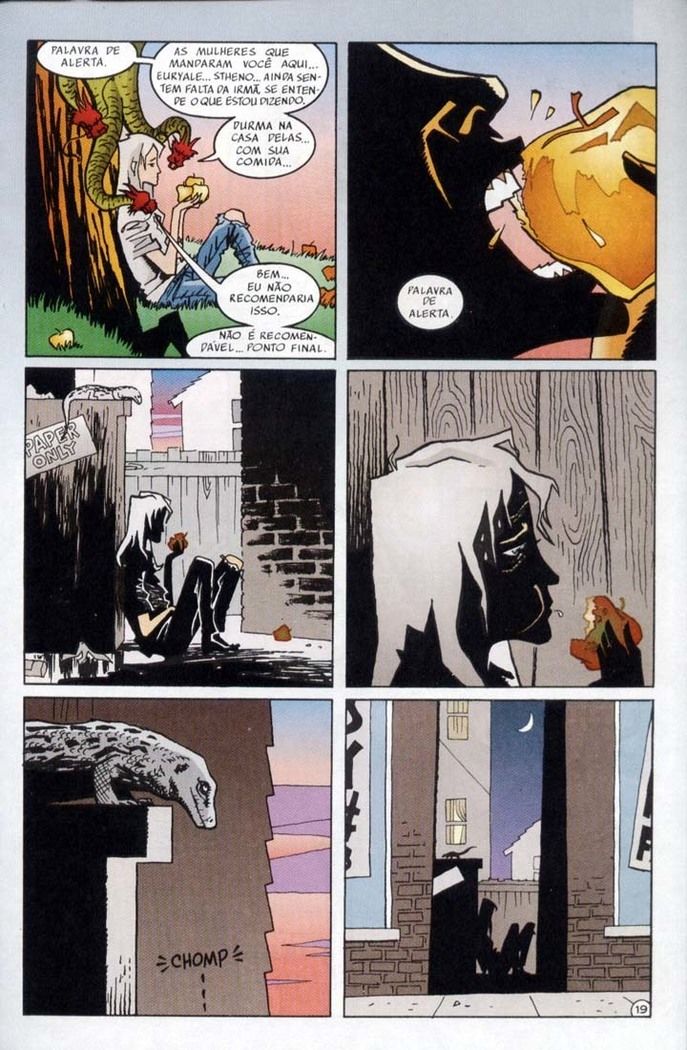 PALAVRA DE
ALERTA.
AS MULHERES QUE
MANDARAM VOCÊ AQUI...
EURYALE... STHENO... AINDA SEN-
TEM FALTA DA IRMÃ, SE ENTEN-
DE O QUE ESTOU DIZENDO.
DURMA NA
CASA DELAS...
COM SUA
COMIDA...
BEM...
EU NÃO
RECOMENDARIA
ISSO.
NÃO É RECOMEN-
DÁVEL... PONTO FINAL.
PALAVRA
DE
ALERTA.
PAPER
ONLY
CHOMP
19